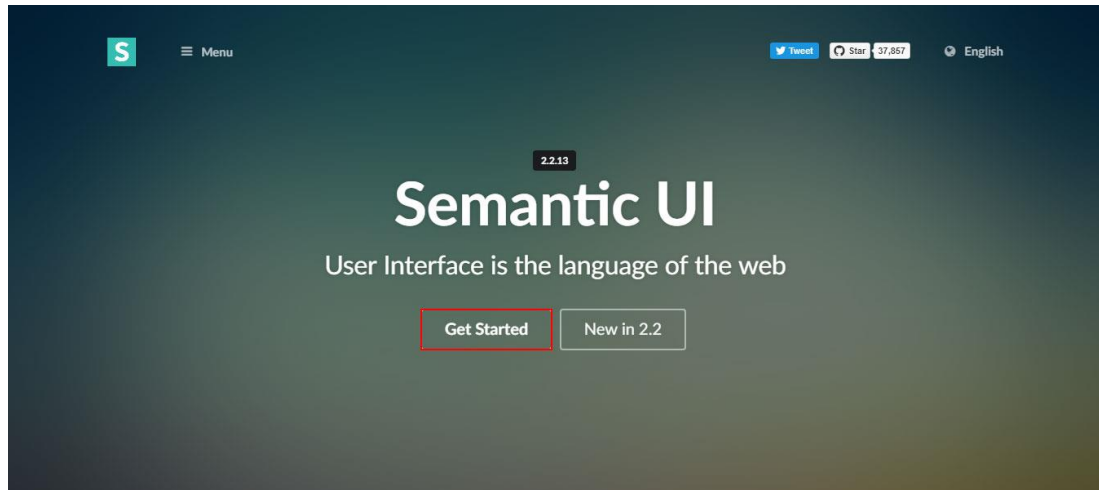 S
Menu
Tweet
Star
37,857
English
2.2.13
Semantic UI
User Interface is the language of the web
Get Started
New in 2.2